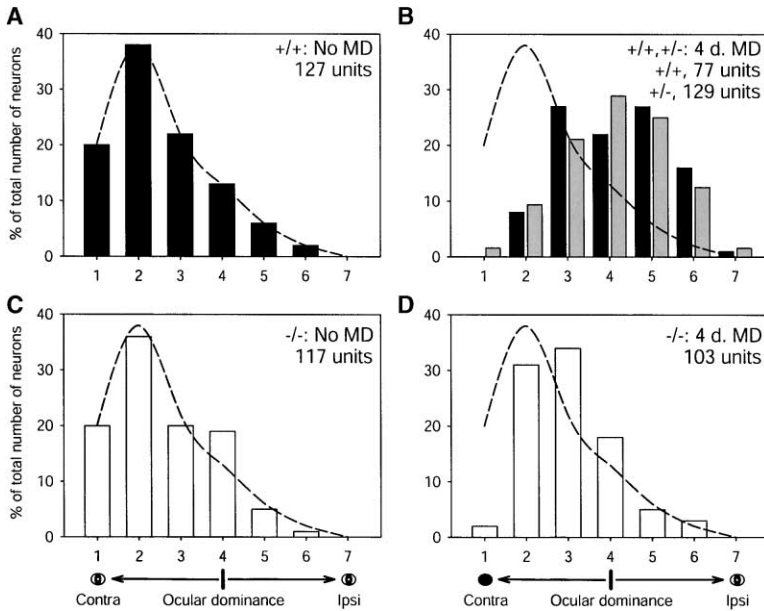 A
B
+/+: No MD
127 units
+/+,+/-: 4 d. MD
+/+, 77 units
+/-, 129 units
% of total number of neurons
40
30
20
10
0
1 2 3 4 5 6 7
40
30
20
10
0
1 2 3 4 5 6 7
C
D
-/-: No MD
117 units
-/-: 4 d. MD
103 units
% of total number of neurons
40
30
20
10
0
1 2 3 4 5 6 7
40
30
20
10
0
1 2 3 4 5 6 7
Contra Ocular dominance Ipsi
Contra Ocular dominance Ipsi